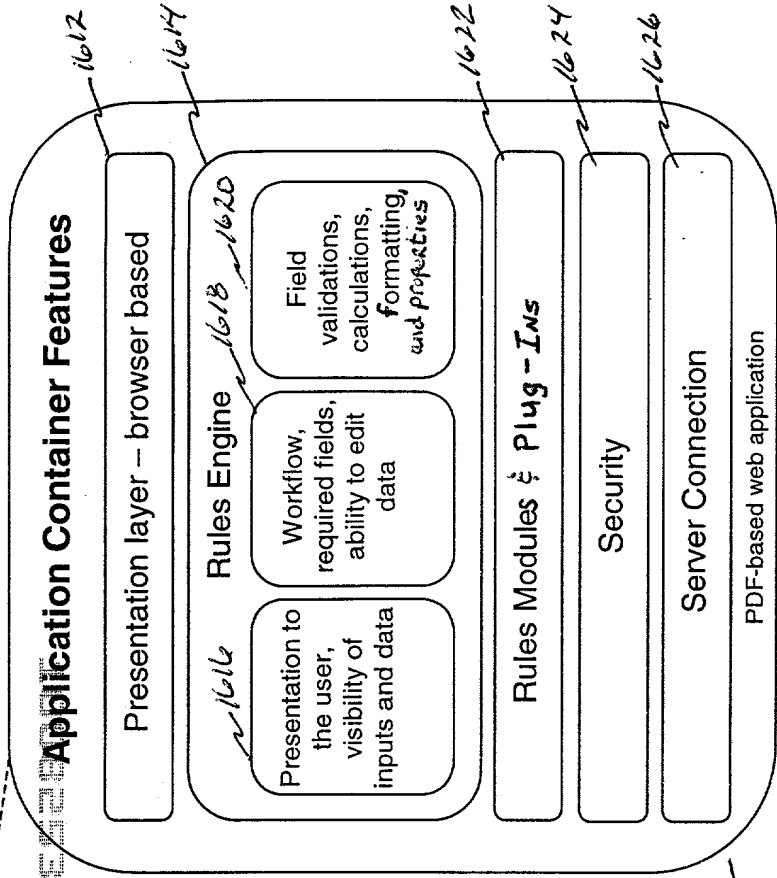 Application Container Features
Presentation layer – browser based
1612
1614
Rules Engine
1616
Presentation to
the user,
visibility of
inputs and data
1618
Workflow,
required fields,
ability to edit
data
1620
Field
validations,
calculations,
formatting,
and properties
Rules Modules & Plug-Ins
1622
Security
1624
Server Connection
1626
PDF-based web application